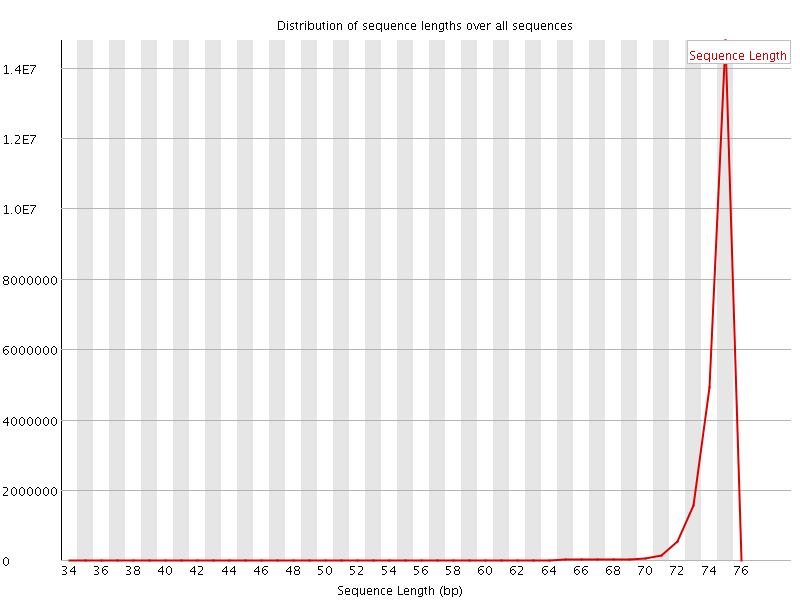 Distribution of sequence lengths over all sequences
Sequence Length
1.4E7
1.2E7
1.0E7
8000000
6000000
4000000
2000000
0
34 36 38 40 42 44 46 48 50 52 54 56 58 60 62 64 66 68 70 72 74 76
Sequence Length (bp)